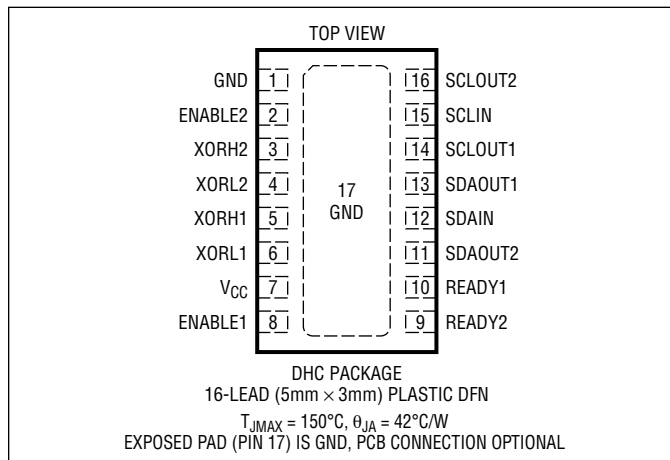 TOP VIEW
GND 1 16 SCLOUT2
ENABLE2 2 15 SCLIN
XORH2 3 14 SCLOUT1
XORL2 4 13 SDAOUT1
17
GND
XORH1 5 12 SDAIN
XORL1 6 11 SDAOUT2
VCC 7 10 READY1
ENABLE1 8 9 READY2
DHC PACKAGE
16-LEAD (5mm × 3mm) PLASTIC DFN
TJMAX = 150°C, θJA = 42°C/W
EXPOSED PAD (PIN 17) IS GND, PCB CONNECTION OPTIONAL